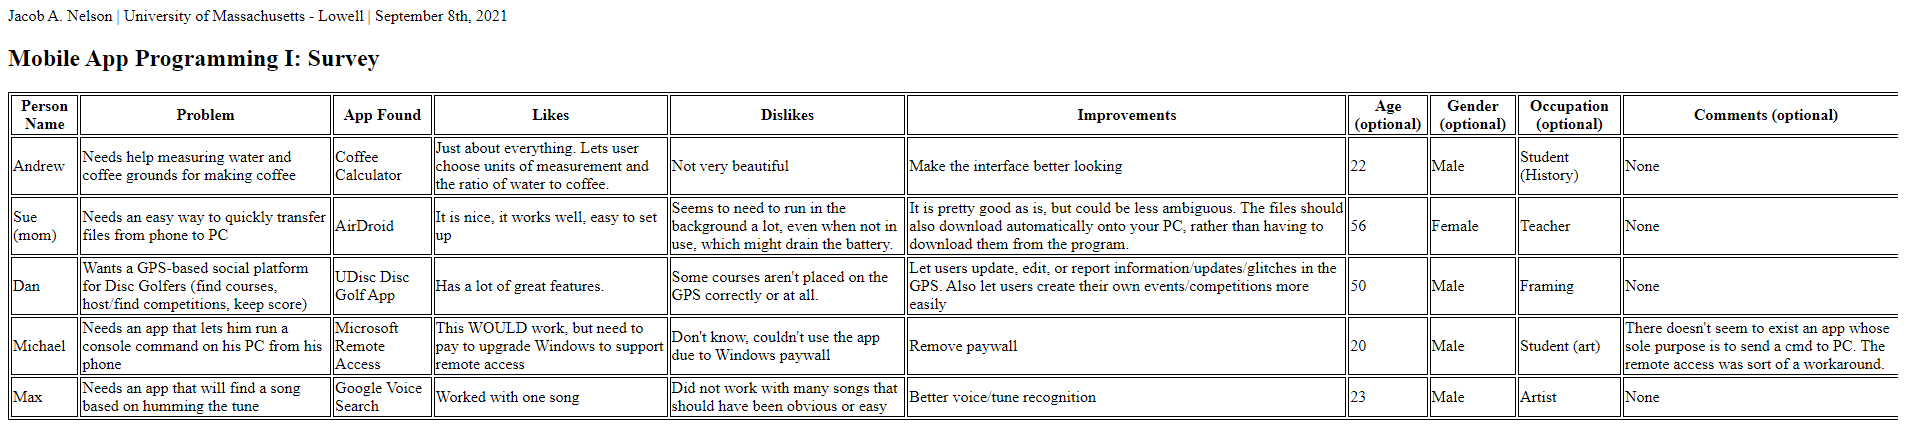 Jacob A. Nelson | University of Massachusetts - Lowell | September 8th, 2021
Mobile App Programming I: Survey
Person Name
Problem
App Found
Likes
Dislikes
Improvements
Age (optional)
Gender (optional)
Occupation (optional)
Comments (optional)
Andrew
Needs help measuring water and
coffee grounds for making coffee
Coffee
Calculator
Just about everything. Lets user
choose units of measurement and
the ratio of water to coffee.
Not very beautiful
Make the interface better looking
22
Male
Student
(History)
None
Sue
(mom)
Needs an easy way to quickly transfer
files from phone to PC
AirDroid
It is nice, it works well, easy to set
up
Seems to need to run in the
background a lot, even when not in
use, which might drain the battery.
It is pretty good as is, but could be less ambiguous. The files should
also download automatically onto your PC, rather than having to
download them from the program.
56
Female
Teacher
None
Dan
Wants a GPS-based social platform
for Disc Golfers (find courses,
host/find competitions, keep score)
UDisc Disc
Golf App
Has a lot of great features.
Some courses aren't placed on the
GPS correctly or at all.
Let users update, edit, or report information/updates/glitches in the
GPS. Also let users create their own events/competitions more
easily
50
Male
Framing
None
Michael
Needs an app that lets him run a
console command on his PC from his
phone
Microsoft
Remote
Access
This WOULD work, but need to
pay to upgrade Windows to support
remote access
Don't know, couldn't use the app
due to Windows paywall
Remove paywall
20
Male
Student (art)
There doesn't seem to exist an app whose
sole purpose is to send a cmd to PC. The
remote access was sort of a workaround.
Max
Needs an app that will find a song
based on humming the tune
Google Voice
Search
Worked with one song
Did not work with many songs that
should have been obvious or easy
Better voice/tune recognition
23
Male
Artist
None